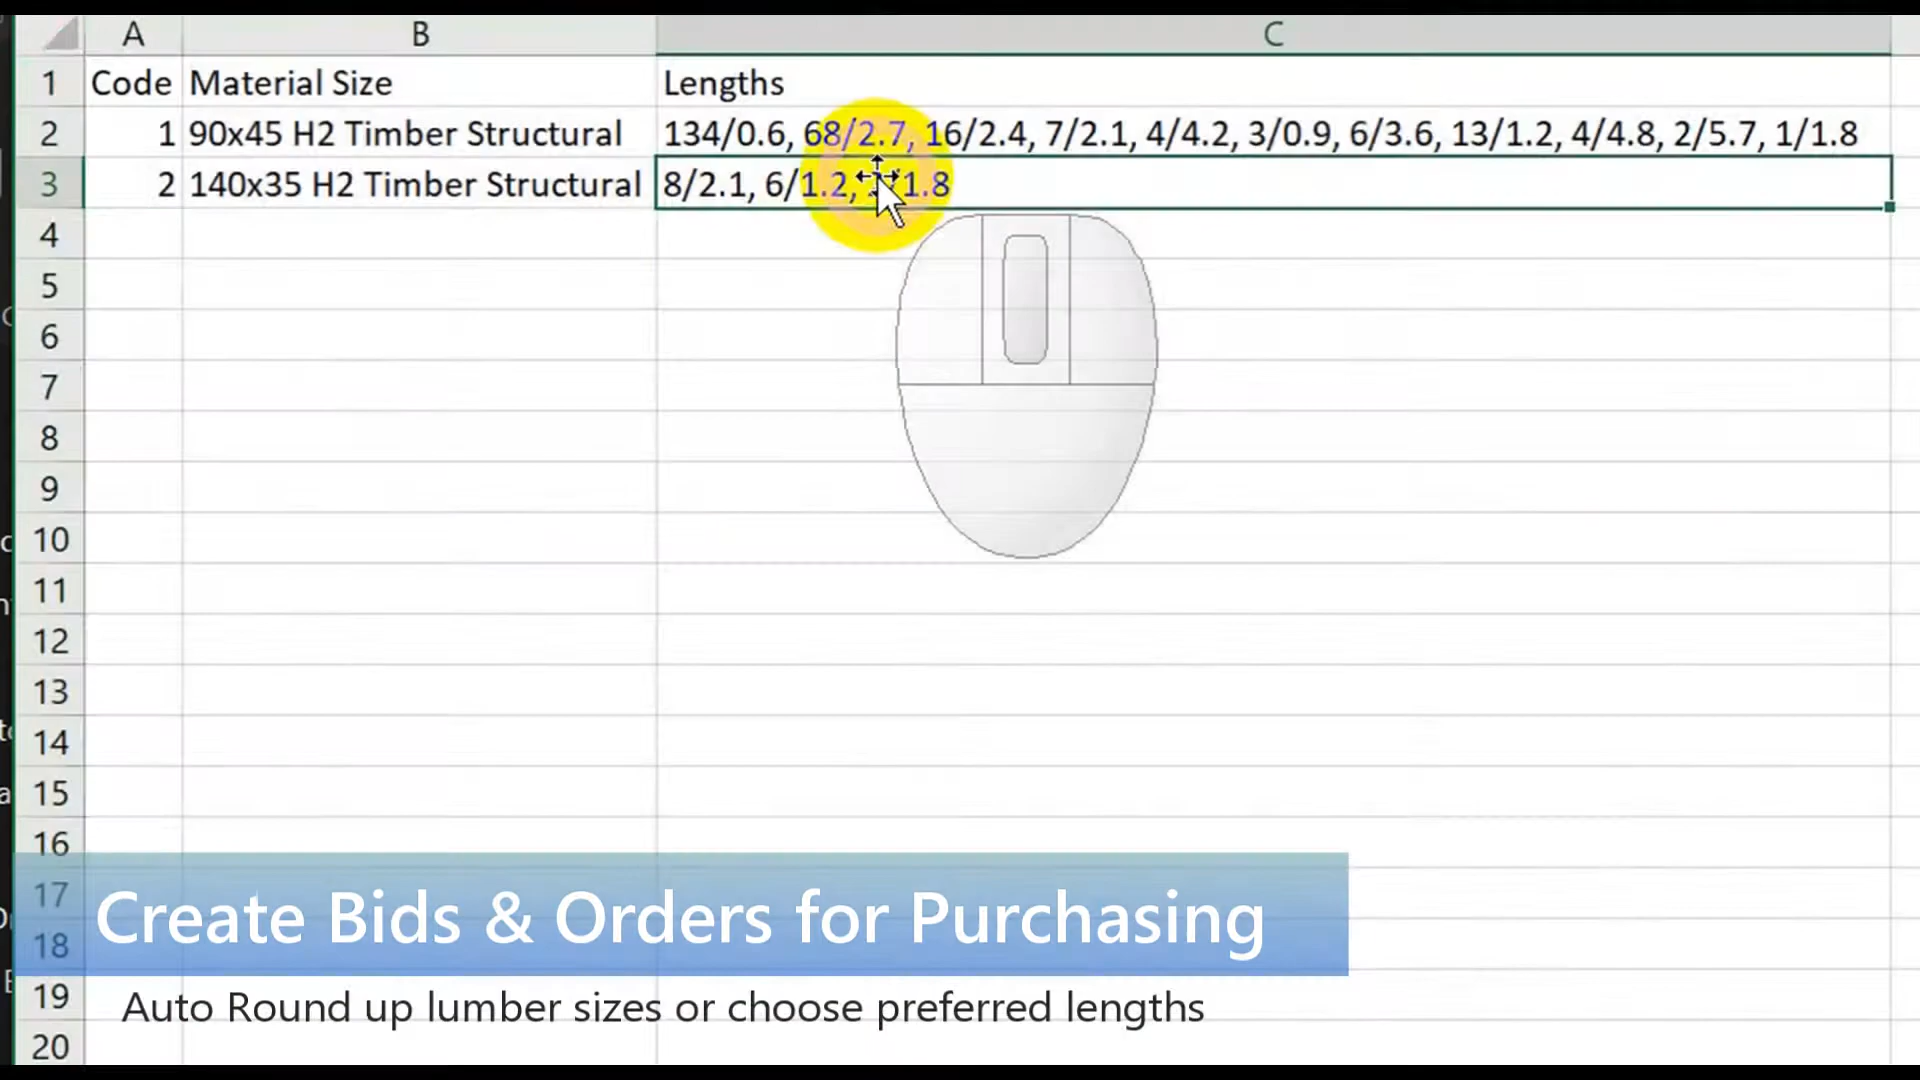 A B C
1 Code Material Size Lengths
2 1 90x45 H2 Timber Structural 134/0.6, 68/2.7, 16/2.4, 7/2.1, 4/4.2, 3/0.9, 6/3.6, 13/1.2, 4/4.8, 2/5.7, 1/1.8
3 2 140x35 H2 Timber Structural 8/2.1, 6/1.2, /1.8
4
5
6
7
8
9
10
11
12
13
14
15
16
17
Create Bids & Orders for Purchasing
18
19
Auto Round up lumber sizes or choose preferred lengths
20